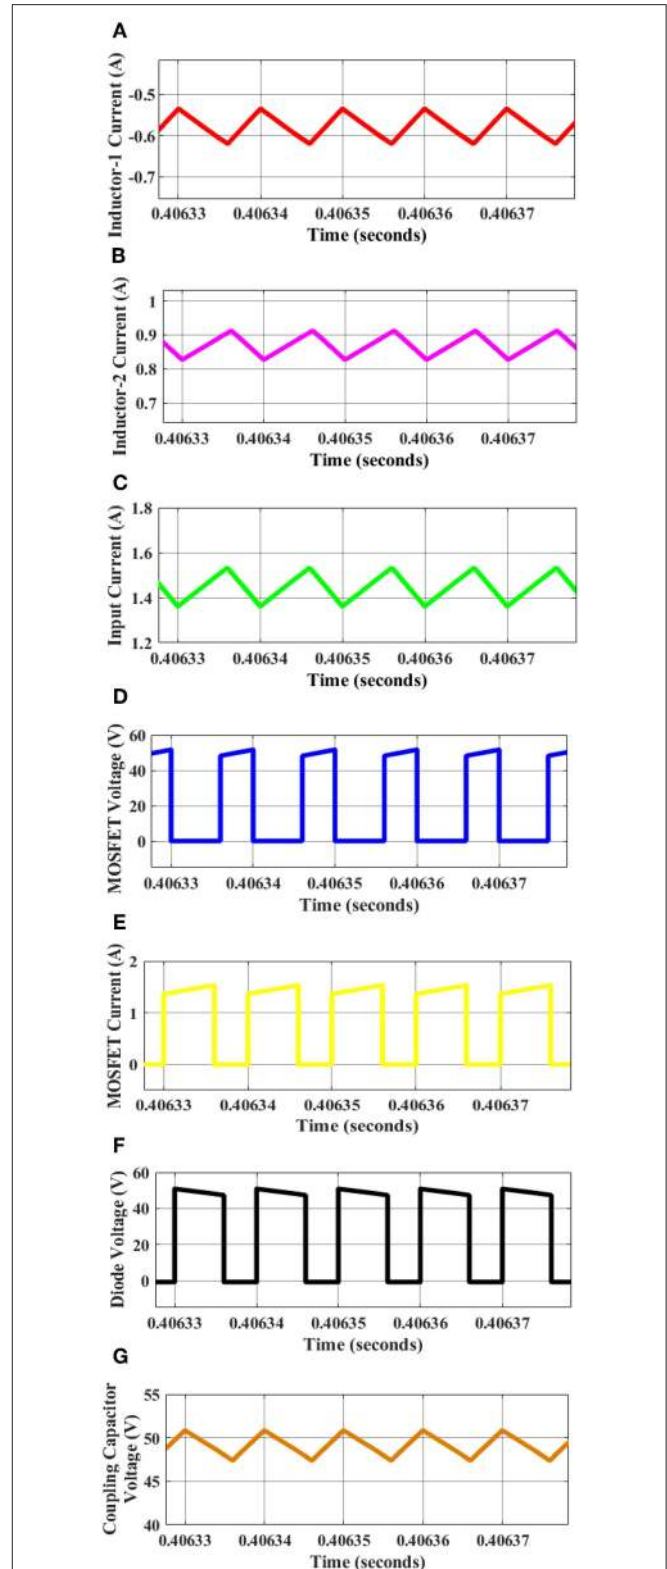 A
Inductor-1 Current (A)
-0.5
-0.6
-0.7
0.40633 0.40634 0.40635 0.40636 0.40637
Time (seconds)
B
Inductor-2 Current (A)
1
0.9
0.8
0.7
0.40633 0.40634 0.40635 0.40636 0.40637
Time (seconds)
C
Input Current (A)
1.8
1.6
1.4
1.2
0.40633 0.40634 0.40635 0.40636 0.40637
Time (seconds)
D
MOSFET Voltage (V)
60
40
20
0
0.40633 0.40634 0.40635 0.40636 0.40637
Time (seconds)
E
MOSFET Current (A)
2
1
0
0.40633 0.40634 0.40635 0.40636 0.40637
Time (seconds)
F
Diode Voltage (V)
60
40
20
0
0.40633 0.40634 0.40635 0.40636 0.40637
Time (seconds)
G
Coupling Capacitor
Voltage (V)
55
50
45
40
0.40633 0.40634 0.40635 0.40636 0.40637
Time (seconds)